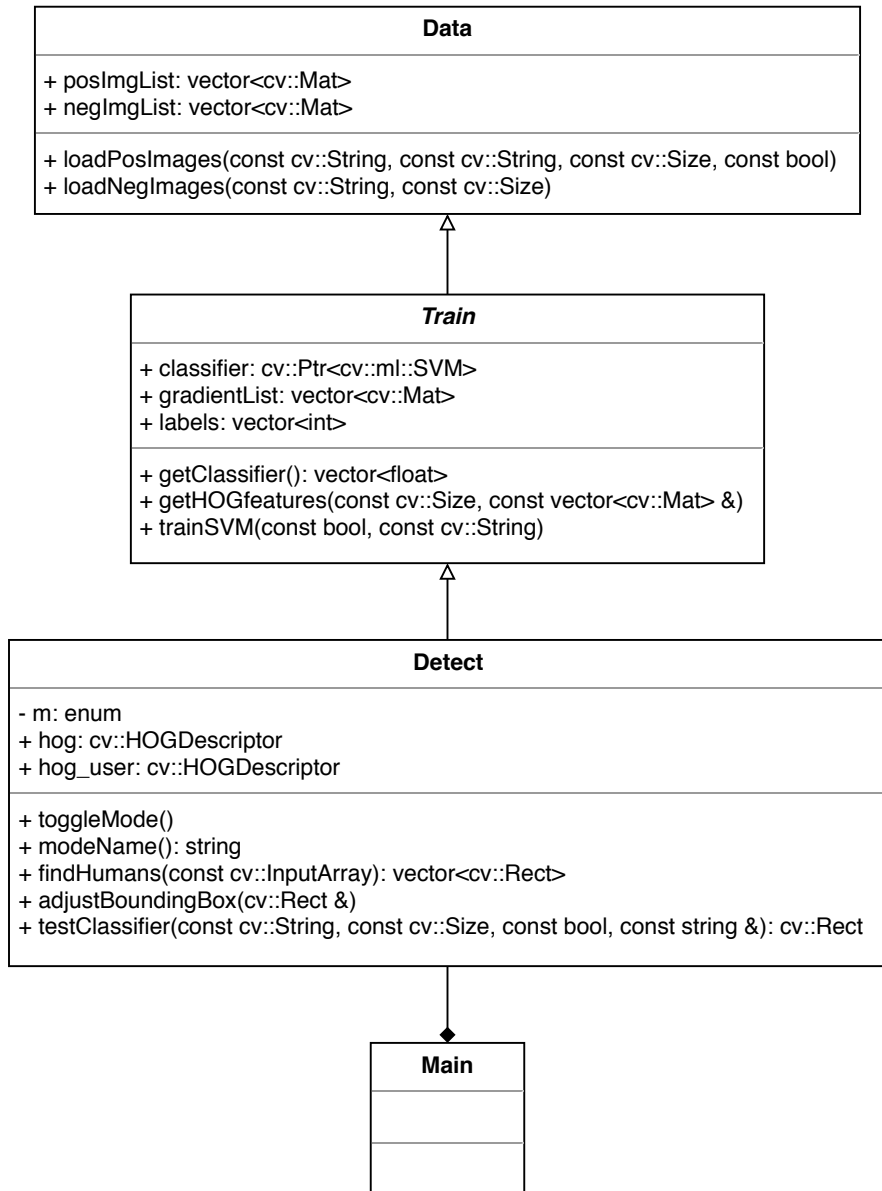 Data
+ posImgList: vector<cv::Mat>
+ negImgList: vector<cv::Mat>
+ loadPosImages(const cv::String, const cv::String, const cv::Size, const bool)
+ loadNegImages(const cv::String, const cv::Size)
Train
+ classifier: cv::Ptr<cv::ml::SVM>
+ gradientList: vector<cv::Mat>
+ labels: vector<int>
+ getClassifier(): vector<float>
+ getHOGfeatures(const cv::Size, const vector<cv::Mat> &)
+ trainSVM(const bool, const cv::String)
Detect
- m: enum
+ hog: cv::HOGDescriptor
+ hog_user: cv::HOGDescriptor
+ toggleMode()
+ modeName(): string
+ findHumans(const cv::InputArray): vector<cv::Rect>
+ adjustBoundingBox(cv::Rect &)
+ testClassifier(const cv::String, const cv::Size, const bool, const string &): cv::Rect
Main